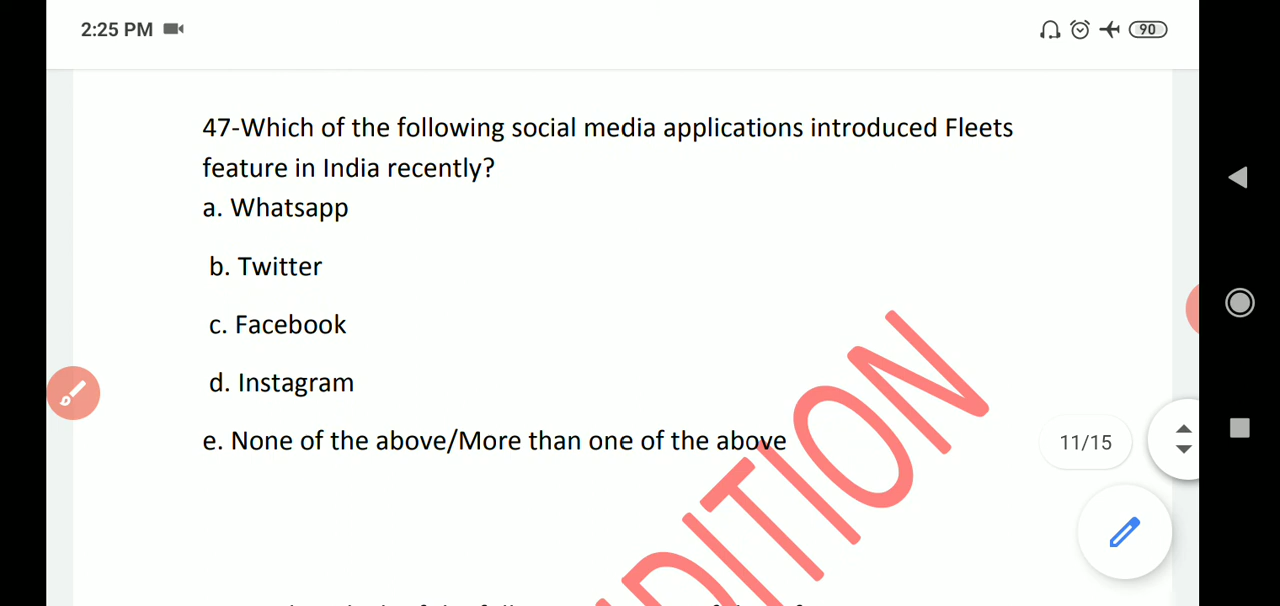 2:25 PM
90
47-Which of the following social media applications introduced Fleets
feature in India recently?
a. Whatsapp
b. Twitter
c. Facebook
d. Instagram
e. None of the above/More than one of the above
11/15
DITION